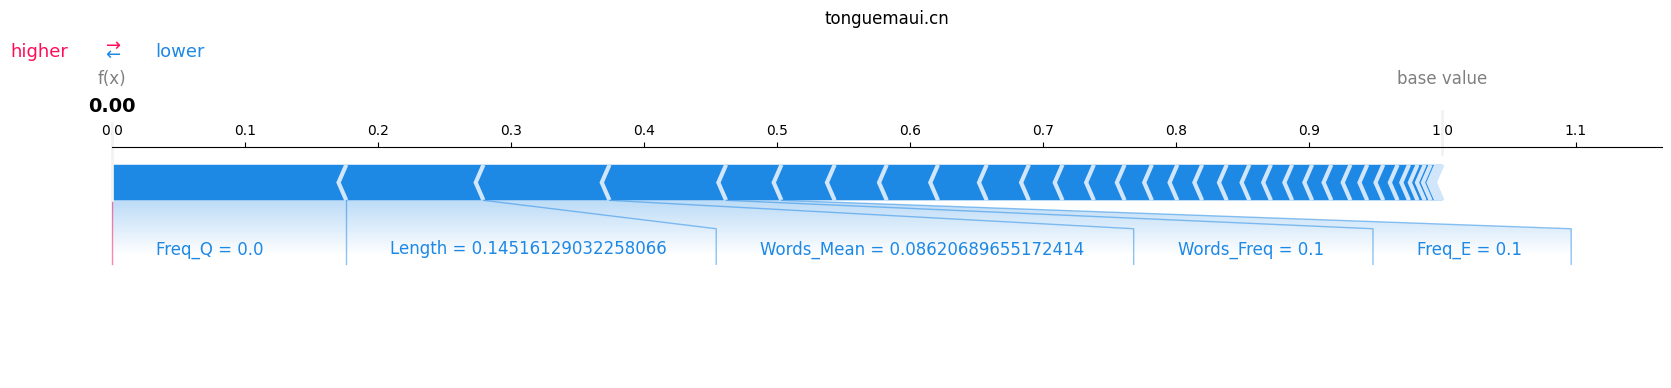 tonguemaui.cn
higher ⇄ lower
f(x) base value
0.00
0.0 0.1 0.2 0.3 0.4 0.5 0.6 0.7 0.8 0.9 1.0 1.1
Freq_Q = 0.0 Length = 0.14516129032258066 Words_Mean = 0.08620689655172414 Words_Freq = 0.1 Freq_E = 0.1